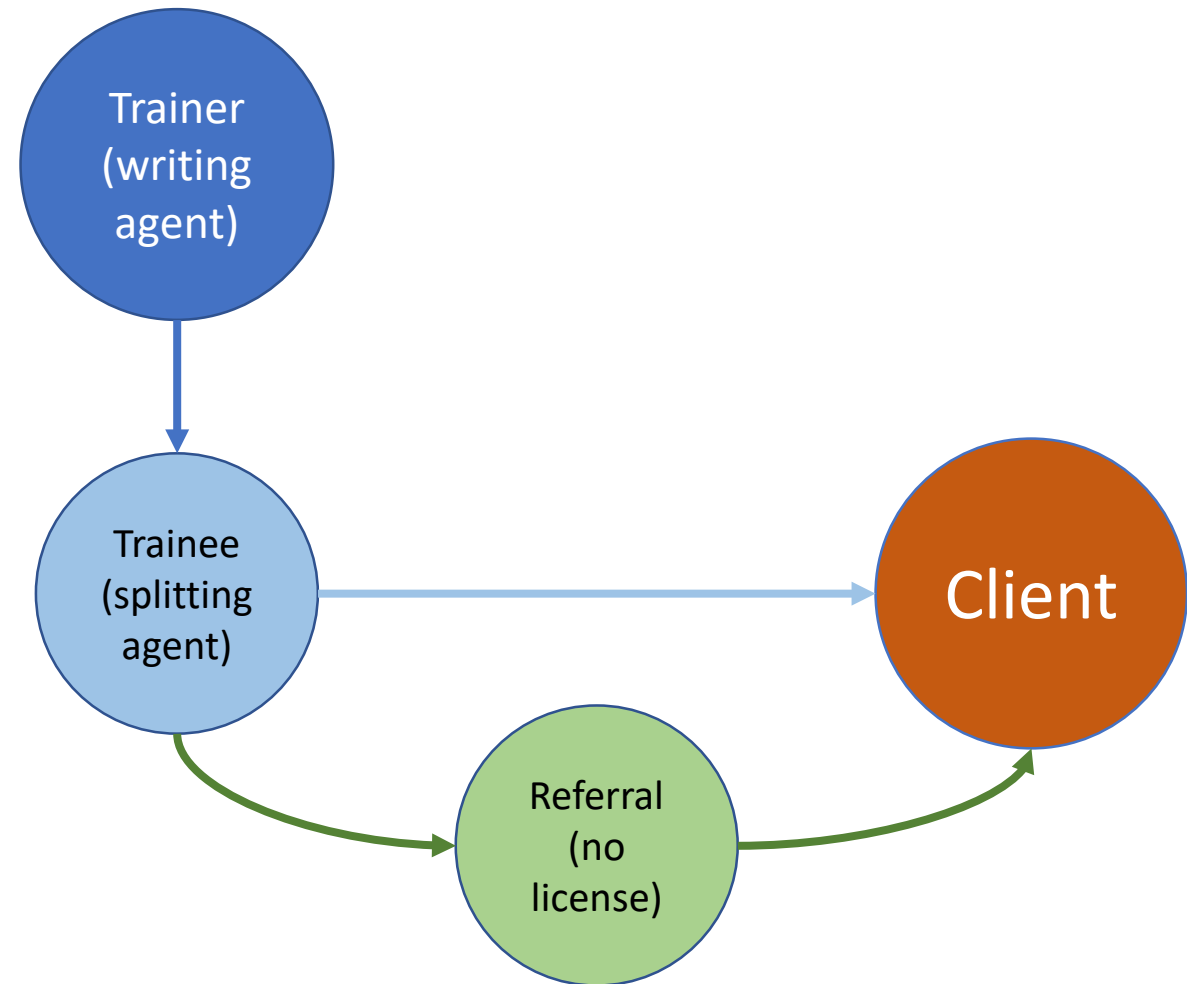 Trainer
(writing
agent)
Trainee
(splitting
agent)
Client
Referral
(no
license)